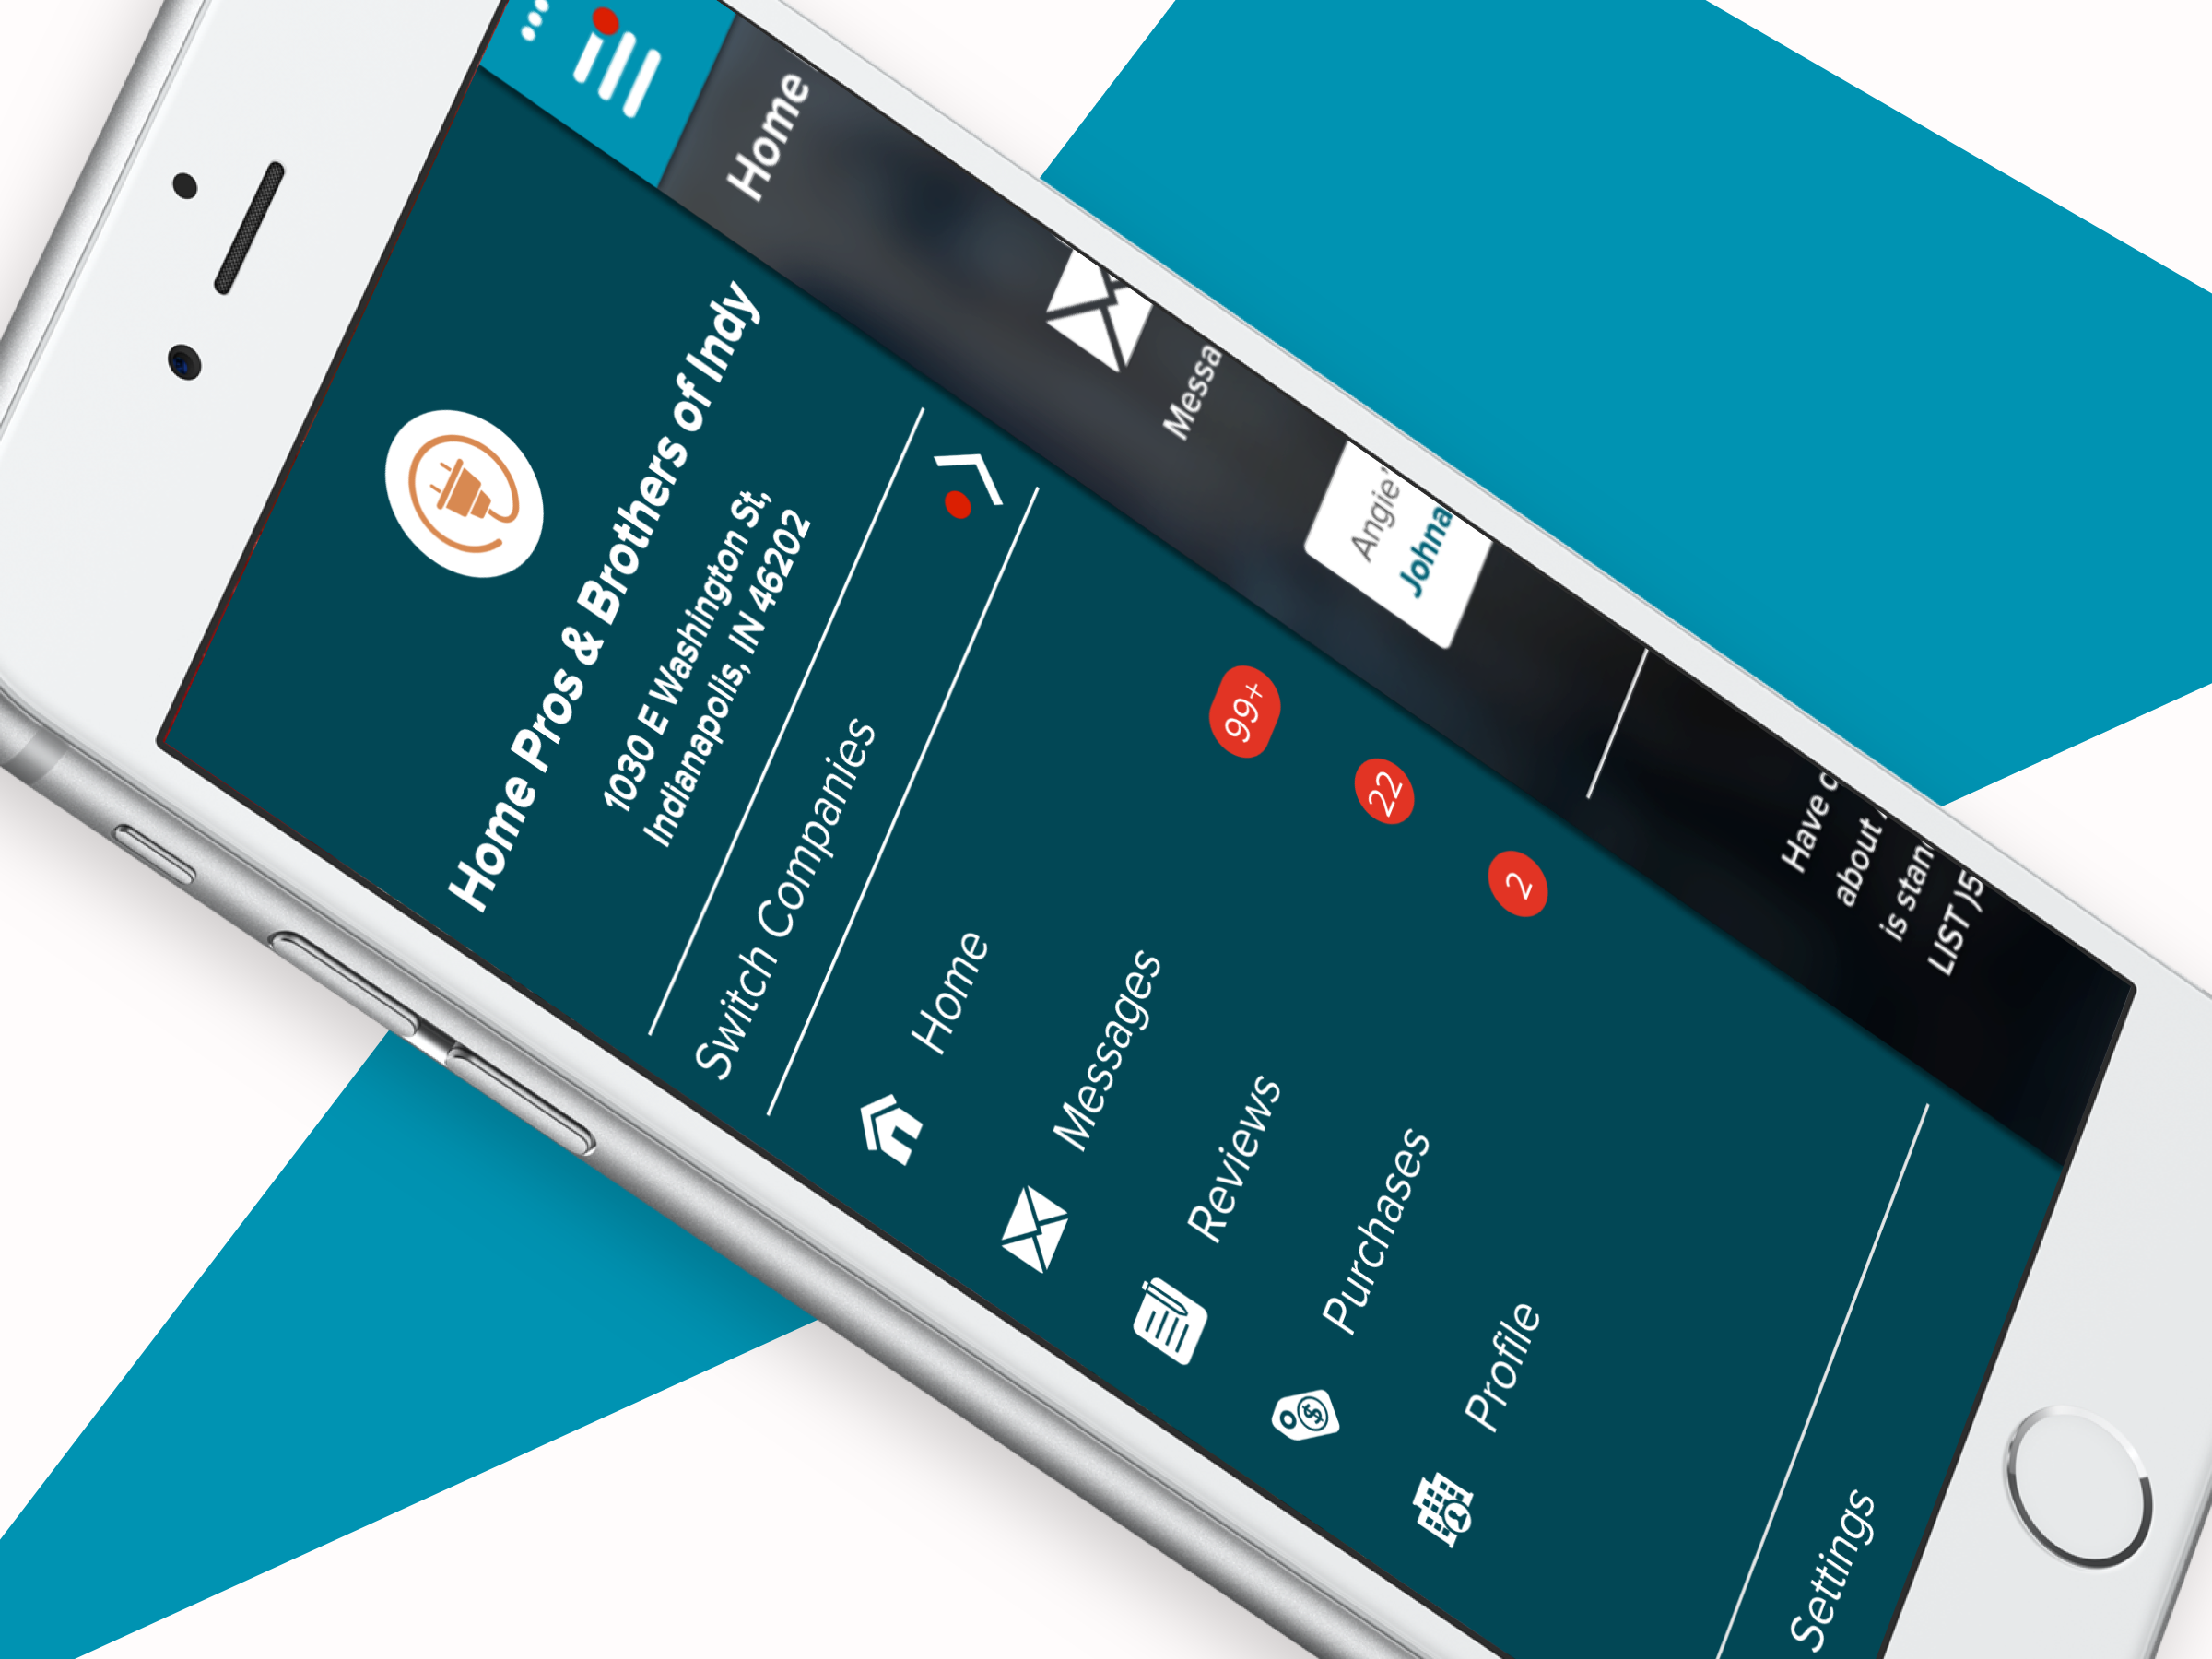 Home Pros & Brothers of Indy
1030 E Washington St,
Indianapolis, IN 46202
Switch Companies
Home
Messages 99+
Reviews 22
Purchases 2
Profile
Settings
Home
Messa
Angie'
Johna
Have
about
is stan
LIST )5